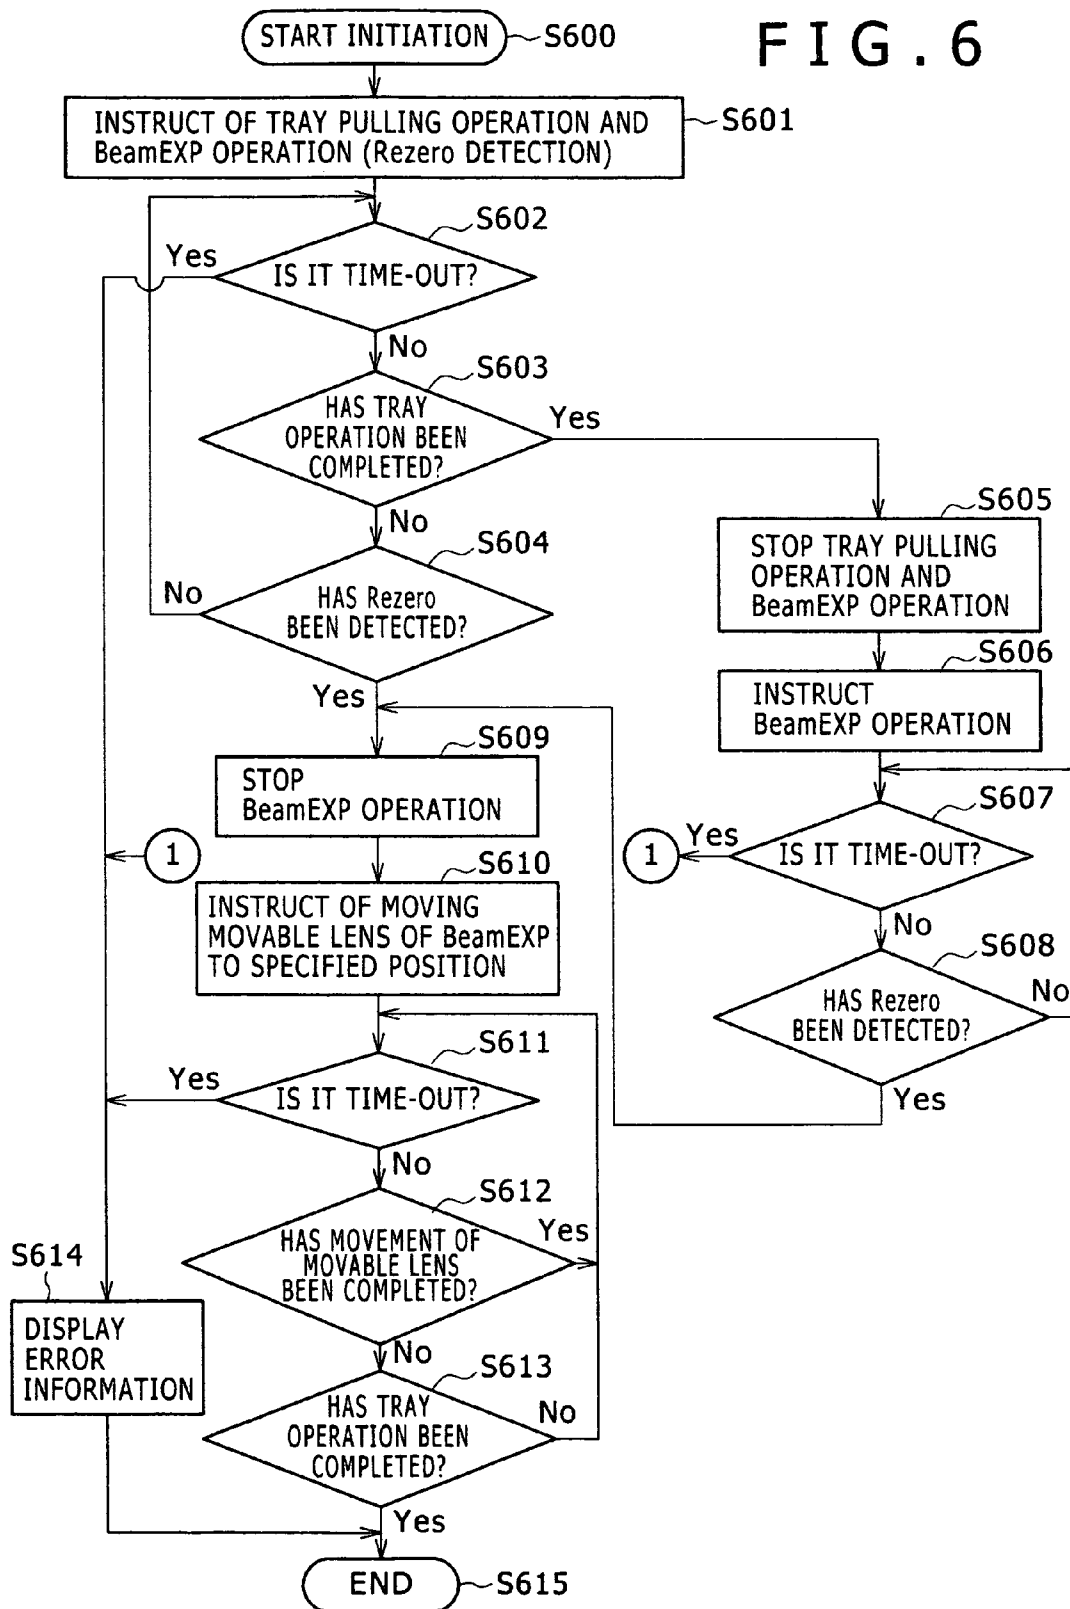 FIG.6
START INITIATION
S600
INSTRUCT OF TRAY PULLING OPERATION AND
BeamEXP OPERATION (Rezero DETECTION)
S601
S602
Yes
IS IT TIME-OUT?
No
S603
HAS TRAY
OPERATION BEEN
COMPLETED?
Yes
No
S604
No
HAS Rezero
BEEN DETECTED?
Yes
S605
STOP TRAY PULLING
OPERATION AND
BeamEXP OPERATION
S606
INSTRUCT
BeamEXP OPERATION
S607
1
Yes
IS IT TIME-OUT?
No
S608
HAS Rezero
BEEN DETECTED?
No
Yes
S609
STOP
BeamEXP OPERATION
1
S610
INSTRUCT OF MOVING
MOVABLE LENS OF BeamEXP
TO SPECIFIED POSITION
S611
Yes
IS IT TIME-OUT?
No
S612
HAS MOVEMENT OF
MOVABLE LENS
BEEN COMPLETED?
Yes
No
S613
HAS TRAY
OPERATION BEEN
COMPLETED?
No
Yes
S614
DISPLAY
ERROR
INFORMATION
END
S615